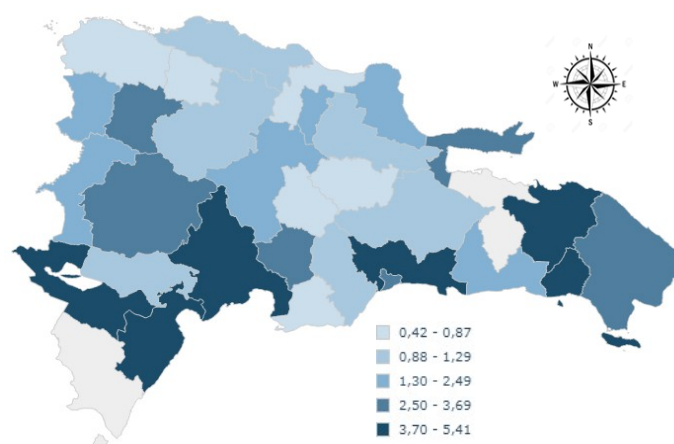 N
W E
S
0,42 - 0,87
0,88 - 1,29
1,30 - 2,49
2,50 - 3,69
3,70 - 5,41